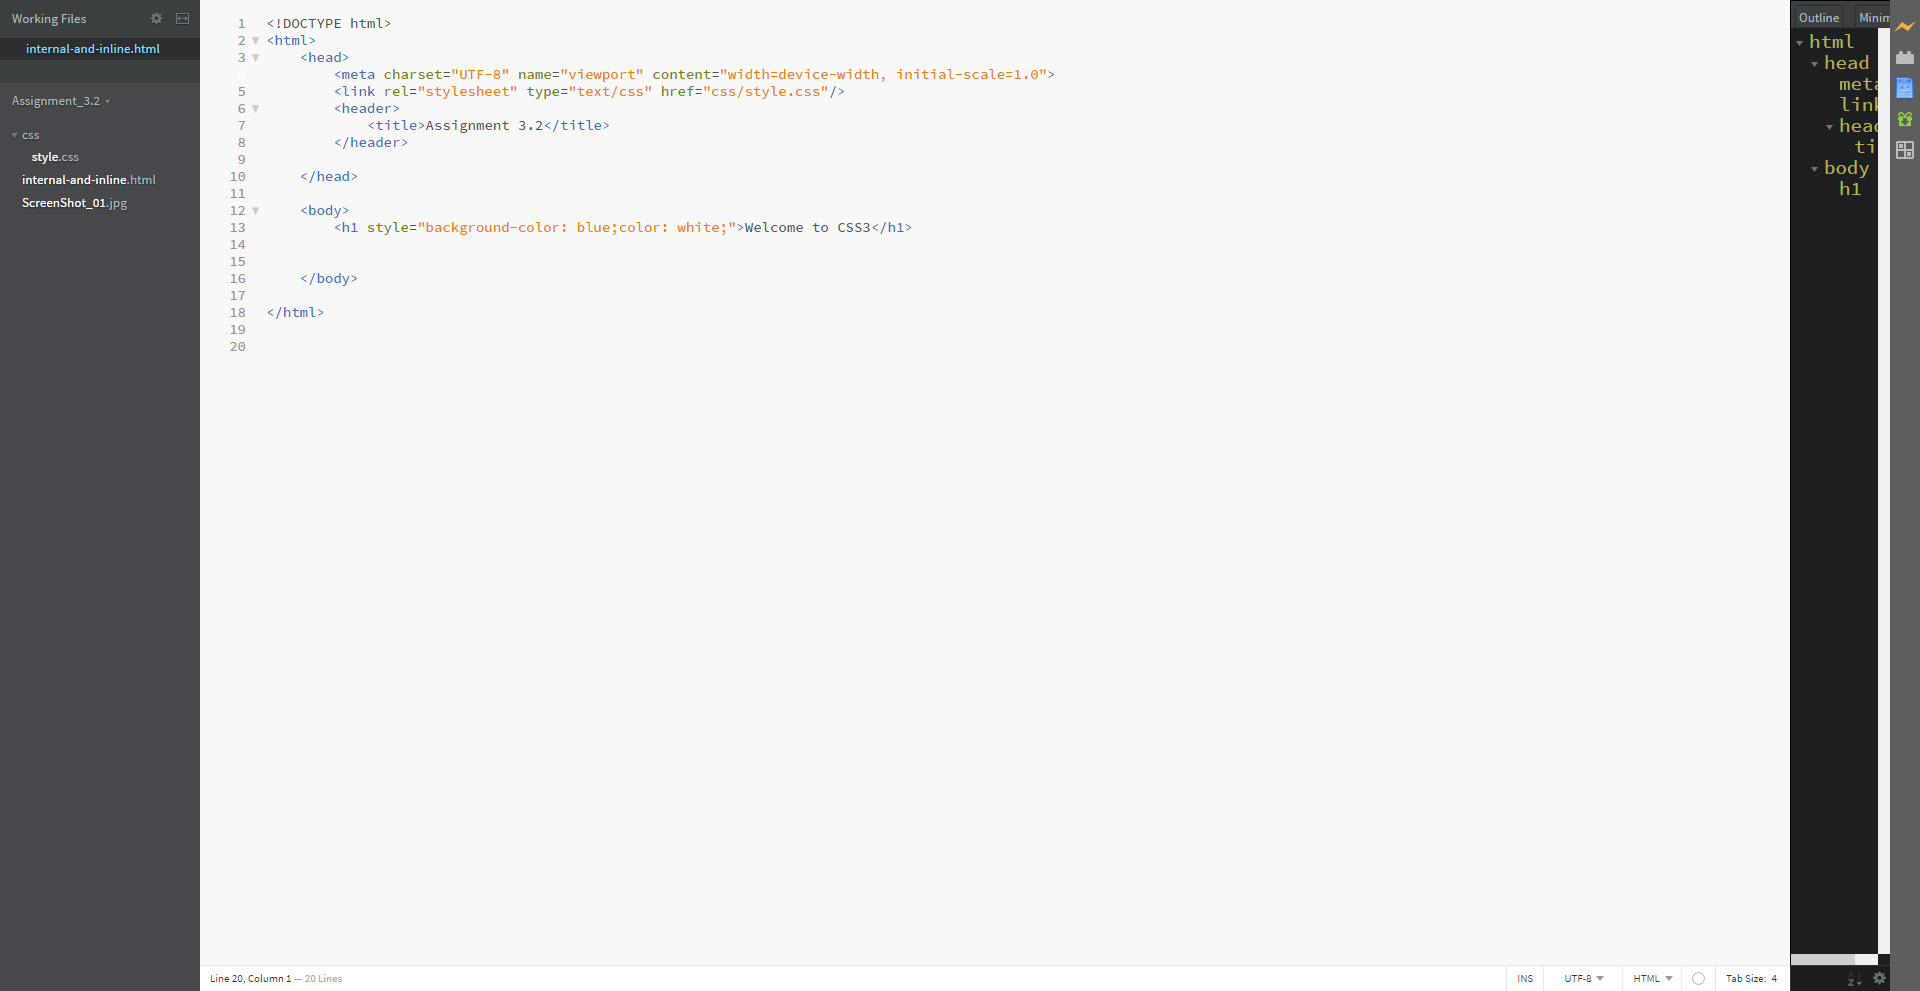 Working Files
internal-and-inline.html
Assignment_3.2
css
style.css
internal-and-inline.html
ScreenShot_01.jpg
1 <!DOCTYPE html>
2 <html>
3 <head>
<meta charset="UTF-8" name="viewport" content="width=device-width, initial-scale=1.0">
5 <link rel="stylesheet" type="text/css" href="css/style.css"/>
6 <header>
7 <title>Assignment 3.2</title>
8 </header>
9
10 </head>
11
12 <body>
13 <h1 style="background-color: blue;color: white;">Welcome to CSS3</h1>
14
15
16 </body>
17
18 </html>
19
20
Line 20, Column 1 — 20 Lines
INS UTF-8 HTML Tab Size: 4
Outline Minim
html
head
meta
link
head
ti
body
h1